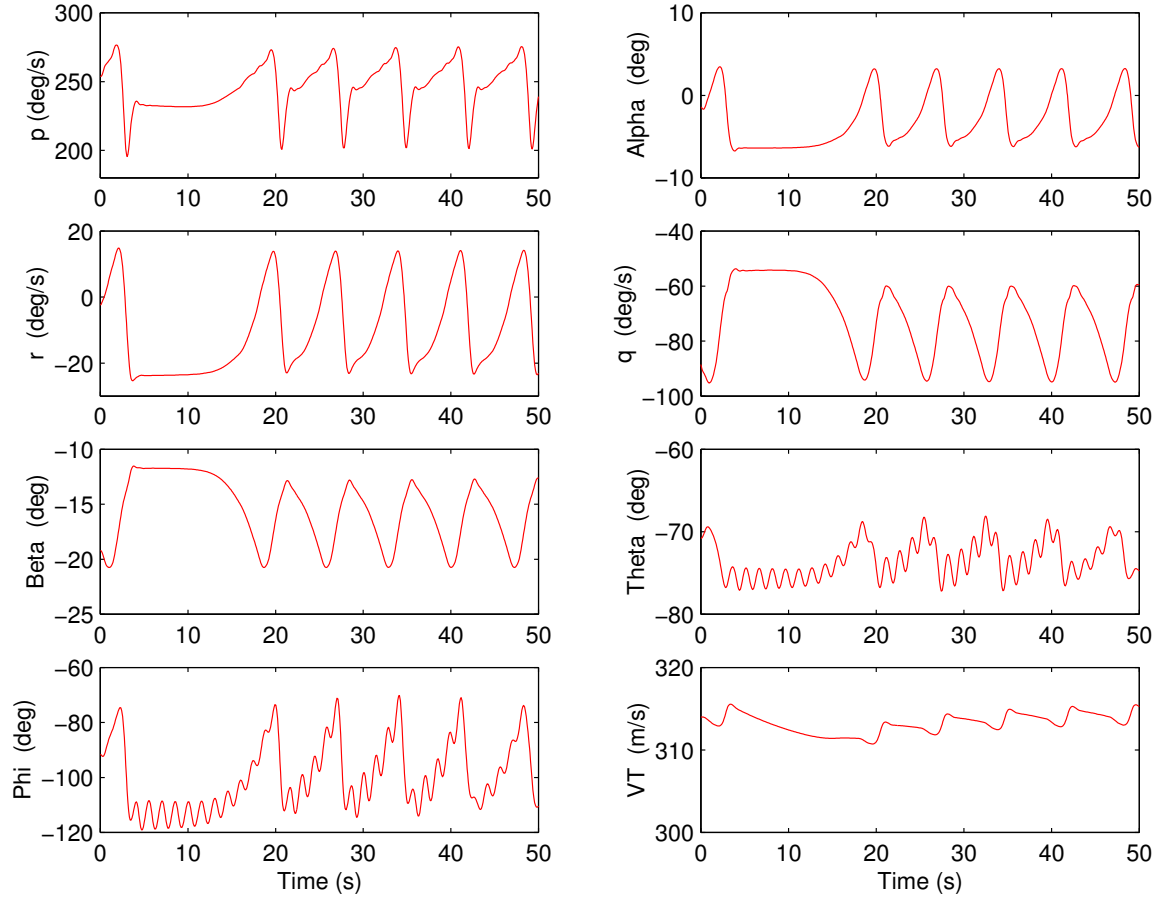 300
250
200
p (deg/s)
0 10 20 30 40 50
10
0
−10
Alpha (deg)
0 10 20 30 40 50
20
0
−20
r (deg/s)
0 10 20 30 40 50
−40
−60
−80
−100
q (deg/s)
0 10 20 30 40 50
−10
−15
−20
−25
Beta (deg)
0 10 20 30 40 50
−60
−70
−80
Theta (deg)
0 10 20 30 40 50
−60
−80
−100
−120
Phi (deg)
0 10 20 30 40 50
Time (s)
320
310
300
VT (m/s)
0 10 20 30 40 50
Time (s)